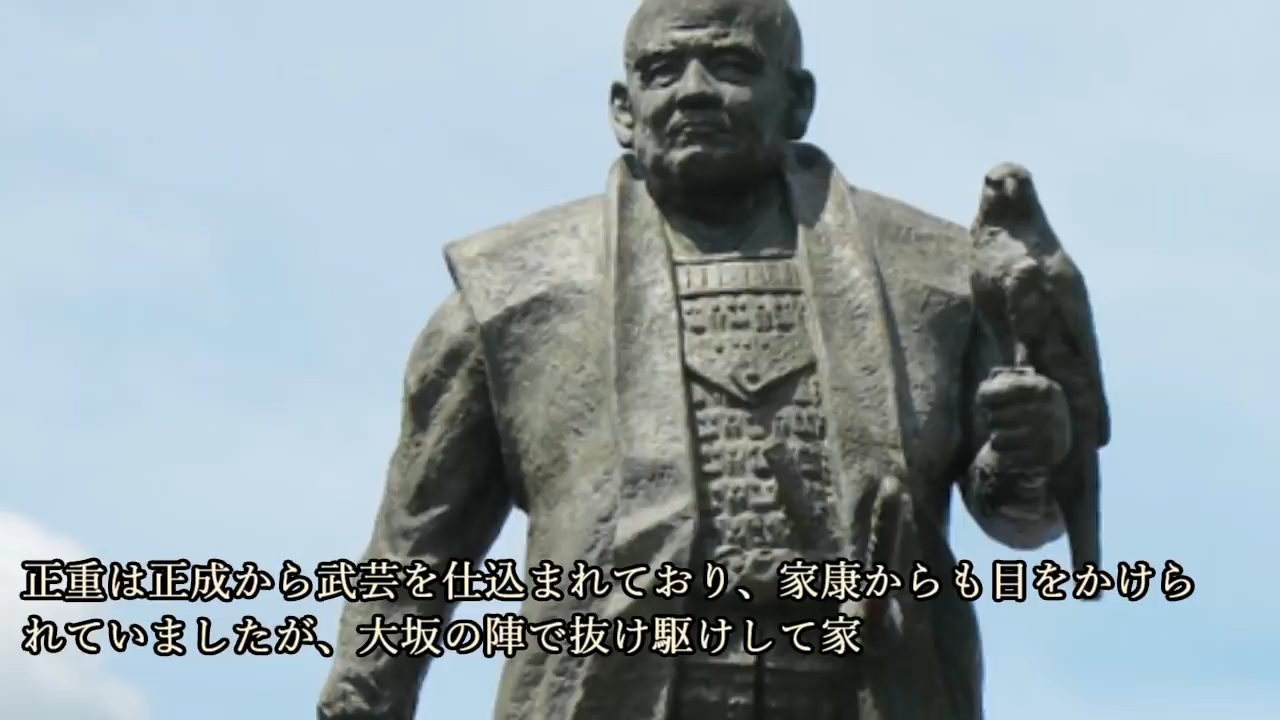 正重は正成から武芸を仕込まれており、家康からも目をかけら
れていましたが、大坂の陣で抜け駆けして家